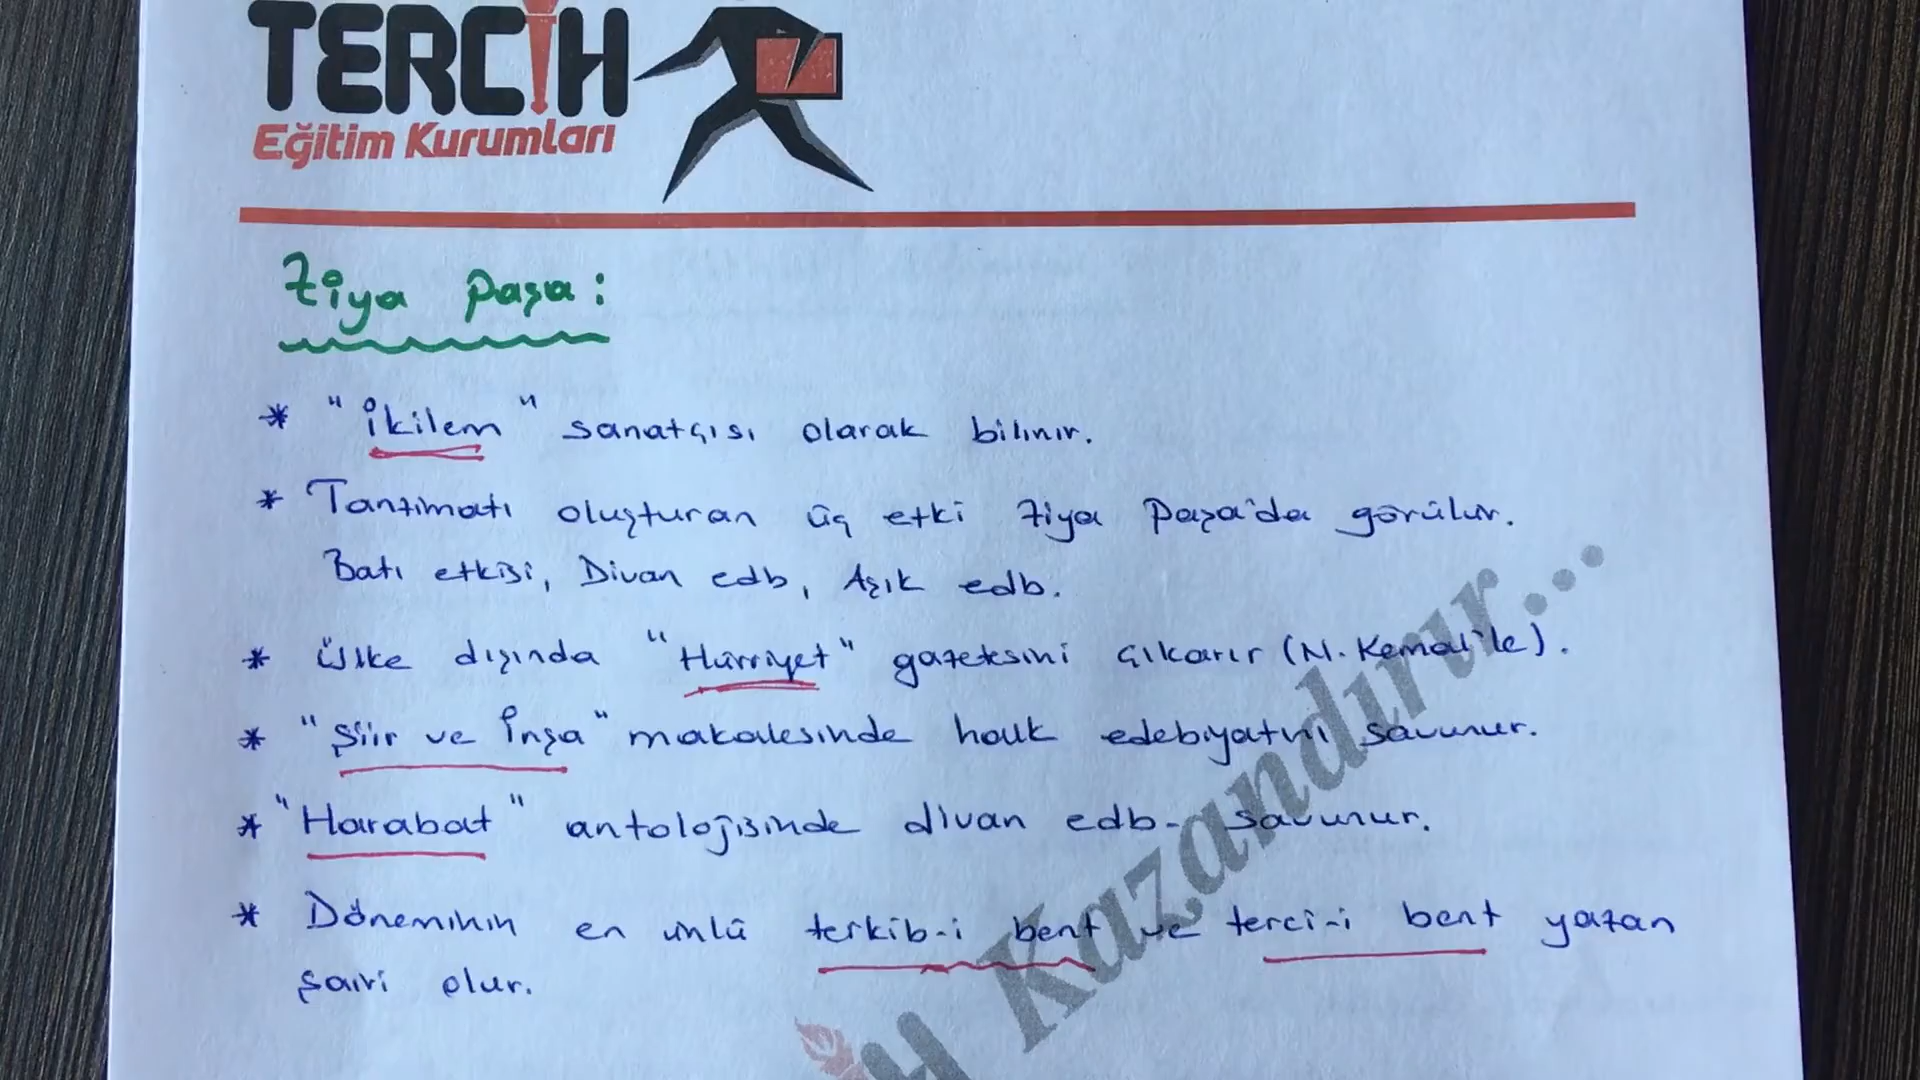 TERCİH
Eğitim Kurumları
Ziya Paşa :
* "İkilem" sanatçısı olarak bilinir.
* Tanzimatı oluşturan üç etki Ziya Paşa'da görülür.
Batı etkisi, Divan edb, Aşık edb.
* Ülke dışında "Hürriyet" gazetesini çıkarır (N. Kemal ile).
* "Şiir ve İnşa" makalesinde halk edebiyatını savunur.
* "Harabat" antolojisinde divan edb. savunur.
* Döneminin en ünlü terkib-i bent ve terci-i bent yazan
şairi olur.
Kazandırır...